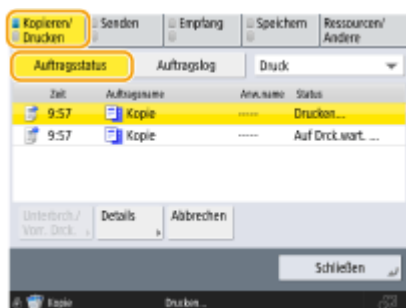 Kopieren/ Senden Empfang Speichern Ressourcen/
Drucken Andere
Auftragsstatus Auftragslog Druck
Zeit Auftragsname Anw.name Status
9:57 Kopie ------ Drucken...
9:57 Kopie ------ Auf Drck.wart. ...
Unterbrch./ Details Abbrechen
Vorr. Drck.
Schließen
Kopie Drucken...